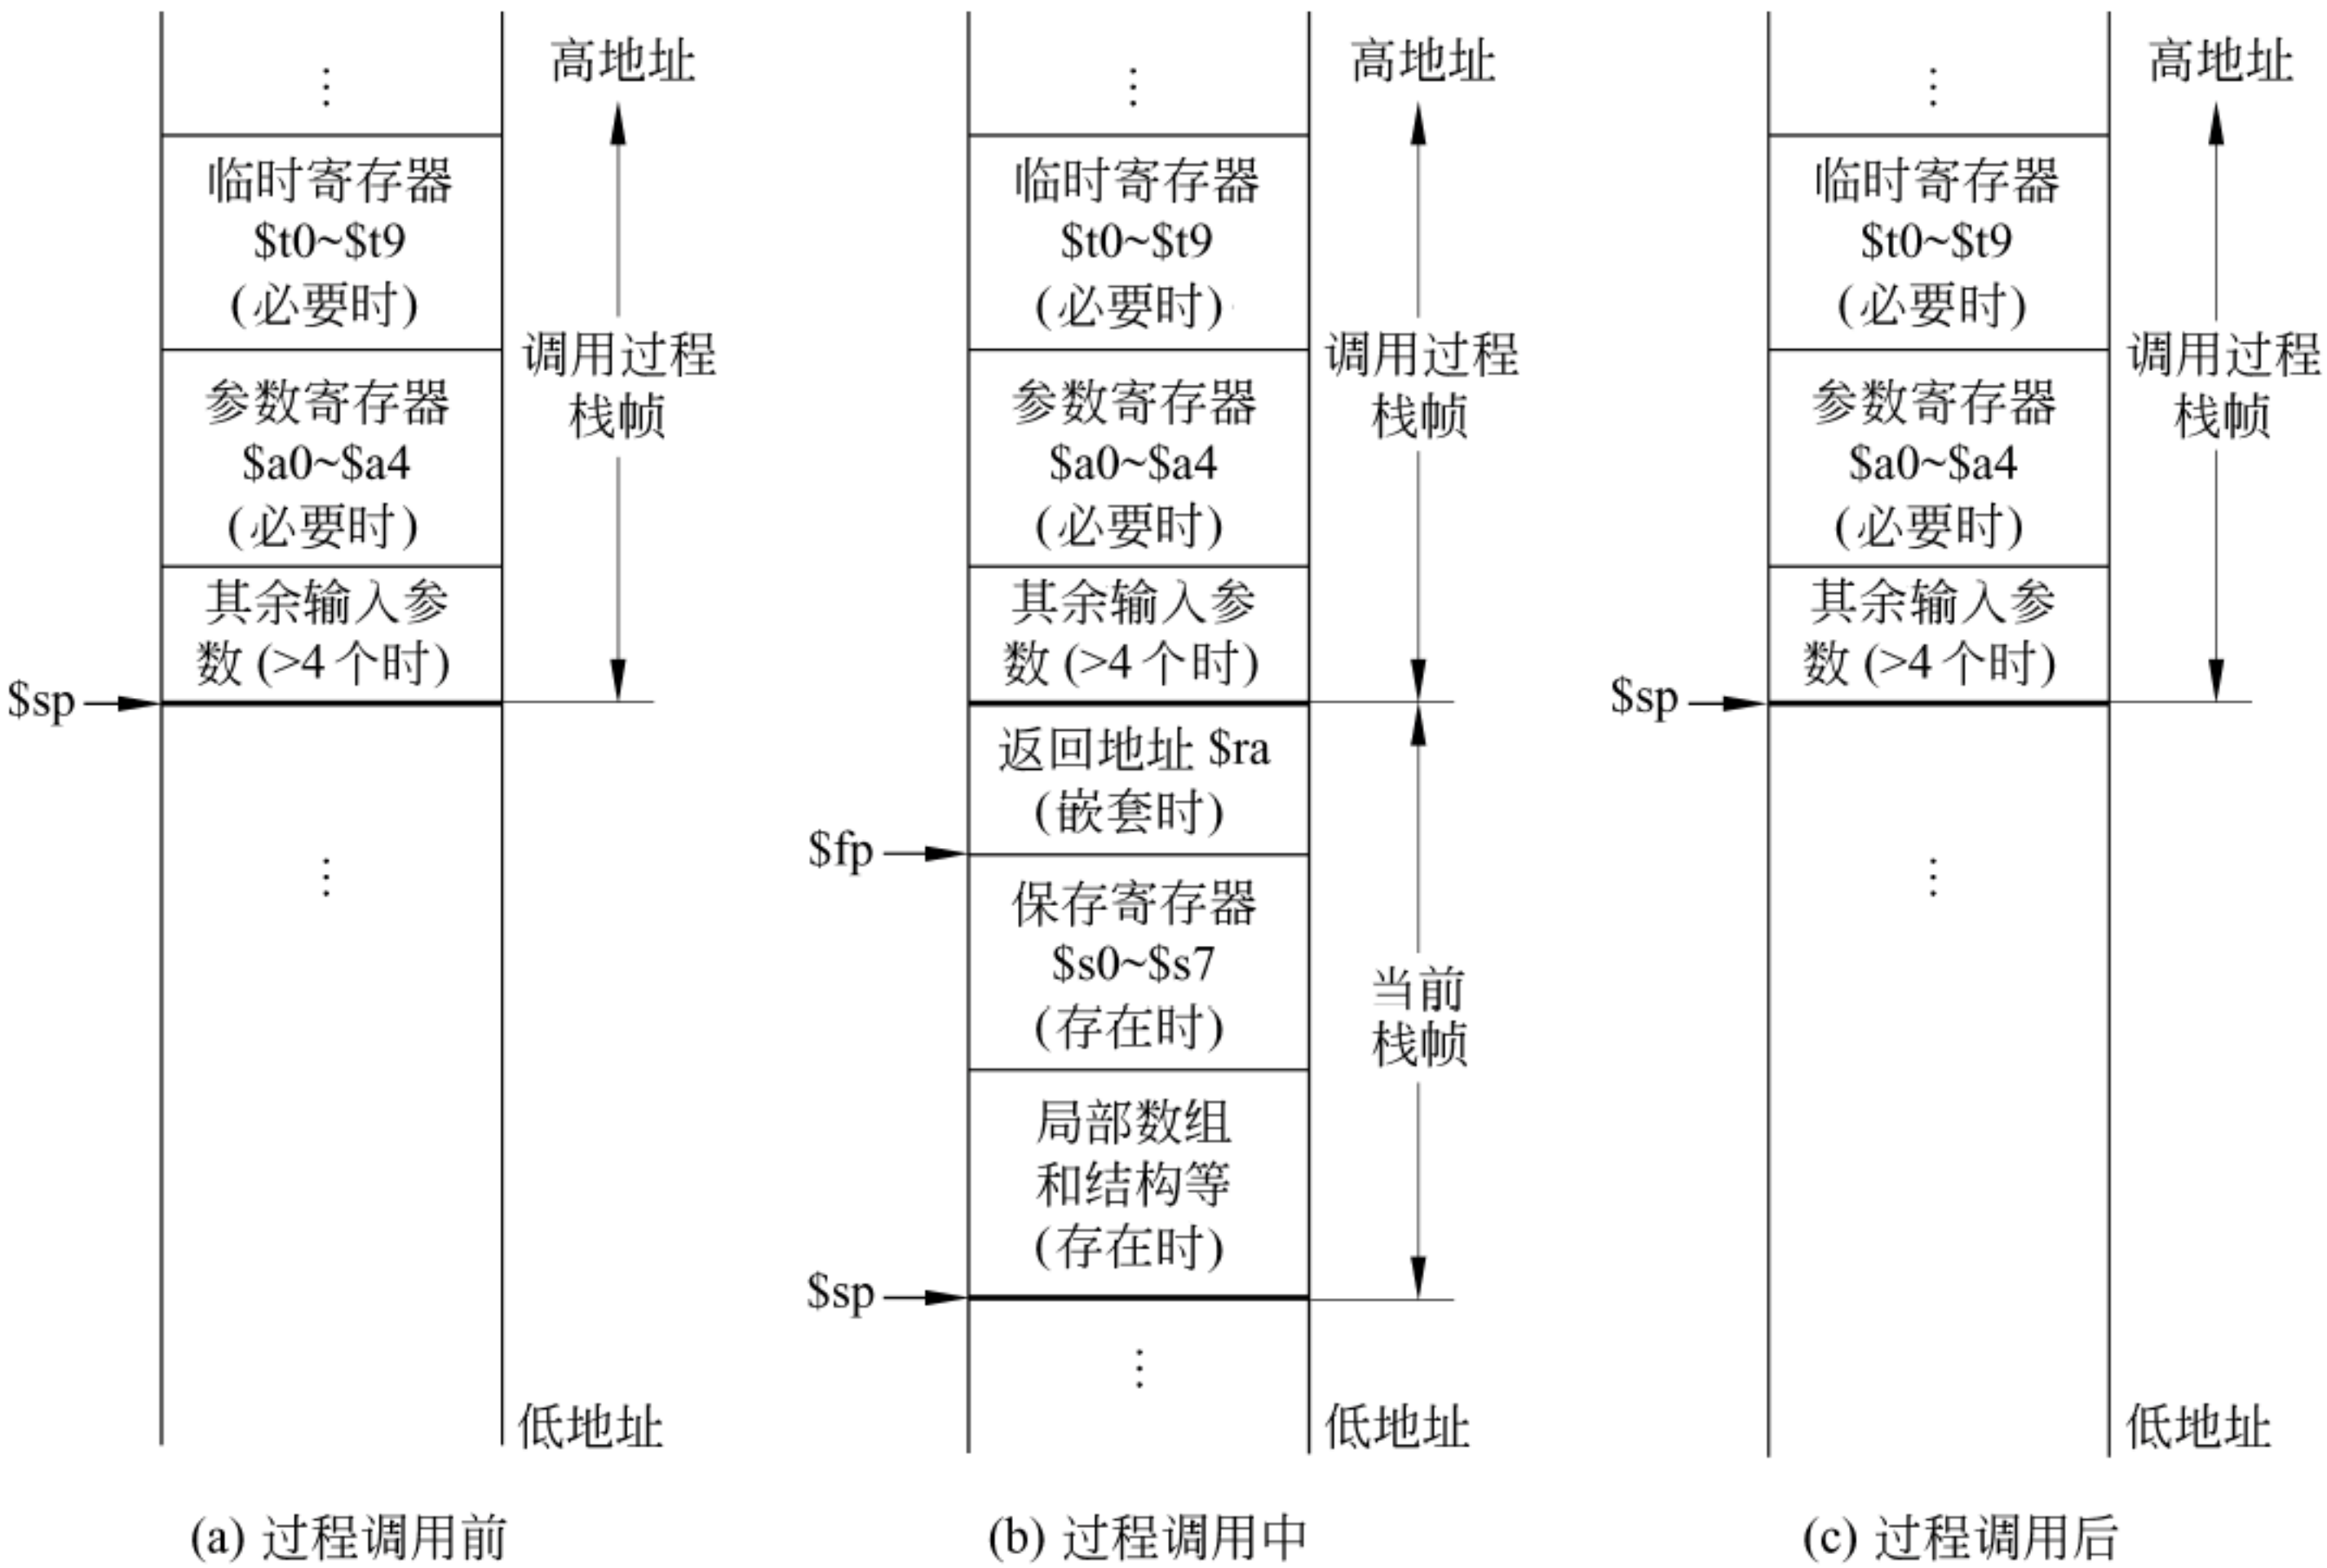 高地址
临时寄存器
$t0~$t9
(必要时)
调用过程
栈帧
参数寄存器
$a0~$a4
(必要时)
其余输入参
数 (>4 个时)
$sp
⋮
低地址
(a) 过程调用前
高地址
临时寄存器
$t0~$t9
(必要时)
调用过程
栈帧
参数寄存器
$a0~$a4
(必要时)
其余输入参
数 (>4 个时)
返回地址 $ra
(嵌套时)
$fp
保存寄存器
$s0~$s7
(存在时)
当前
栈帧
局部数组
和结构等
(存在时)
$sp
⋮
低地址
(b) 过程调用中
高地址
临时寄存器
$t0~$t9
(必要时)
调用过程
栈帧
参数寄存器
$a0~$a4
(必要时)
其余输入参
数 (>4 个时)
$sp
⋮
低地址
(c) 过程调用后